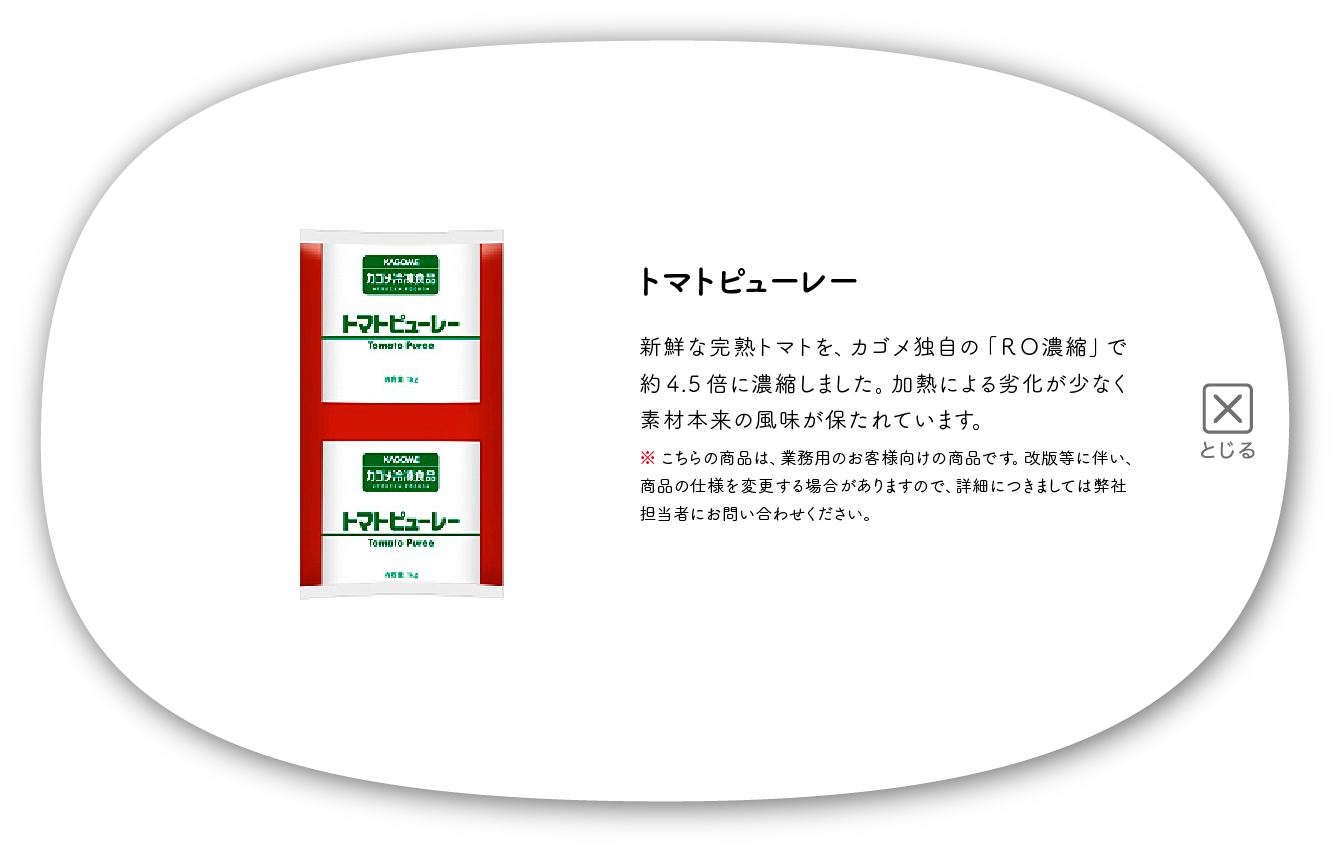 KAGOME
カゴメ冷凍食品
トマトピューレー
Tomato Puree
内容量 1kg
KAGOME
カゴメ冷凍食品
トマトピューレー
Tomato Puree
内容量 1kg
トマトピューレー
新鮮な完熟トマトを、カゴメ独自の「RO濃縮」で
約4.5倍に濃縮しました。加熱による劣化が少なく
素材本来の風味が保たれています。
※ こちらの商品は、業務用のお客様向けの商品です。改版等に伴い、
商品の仕様を変更する場合がありますので、詳細につきましては弊社
担当者にお問い合わせください。
とじる